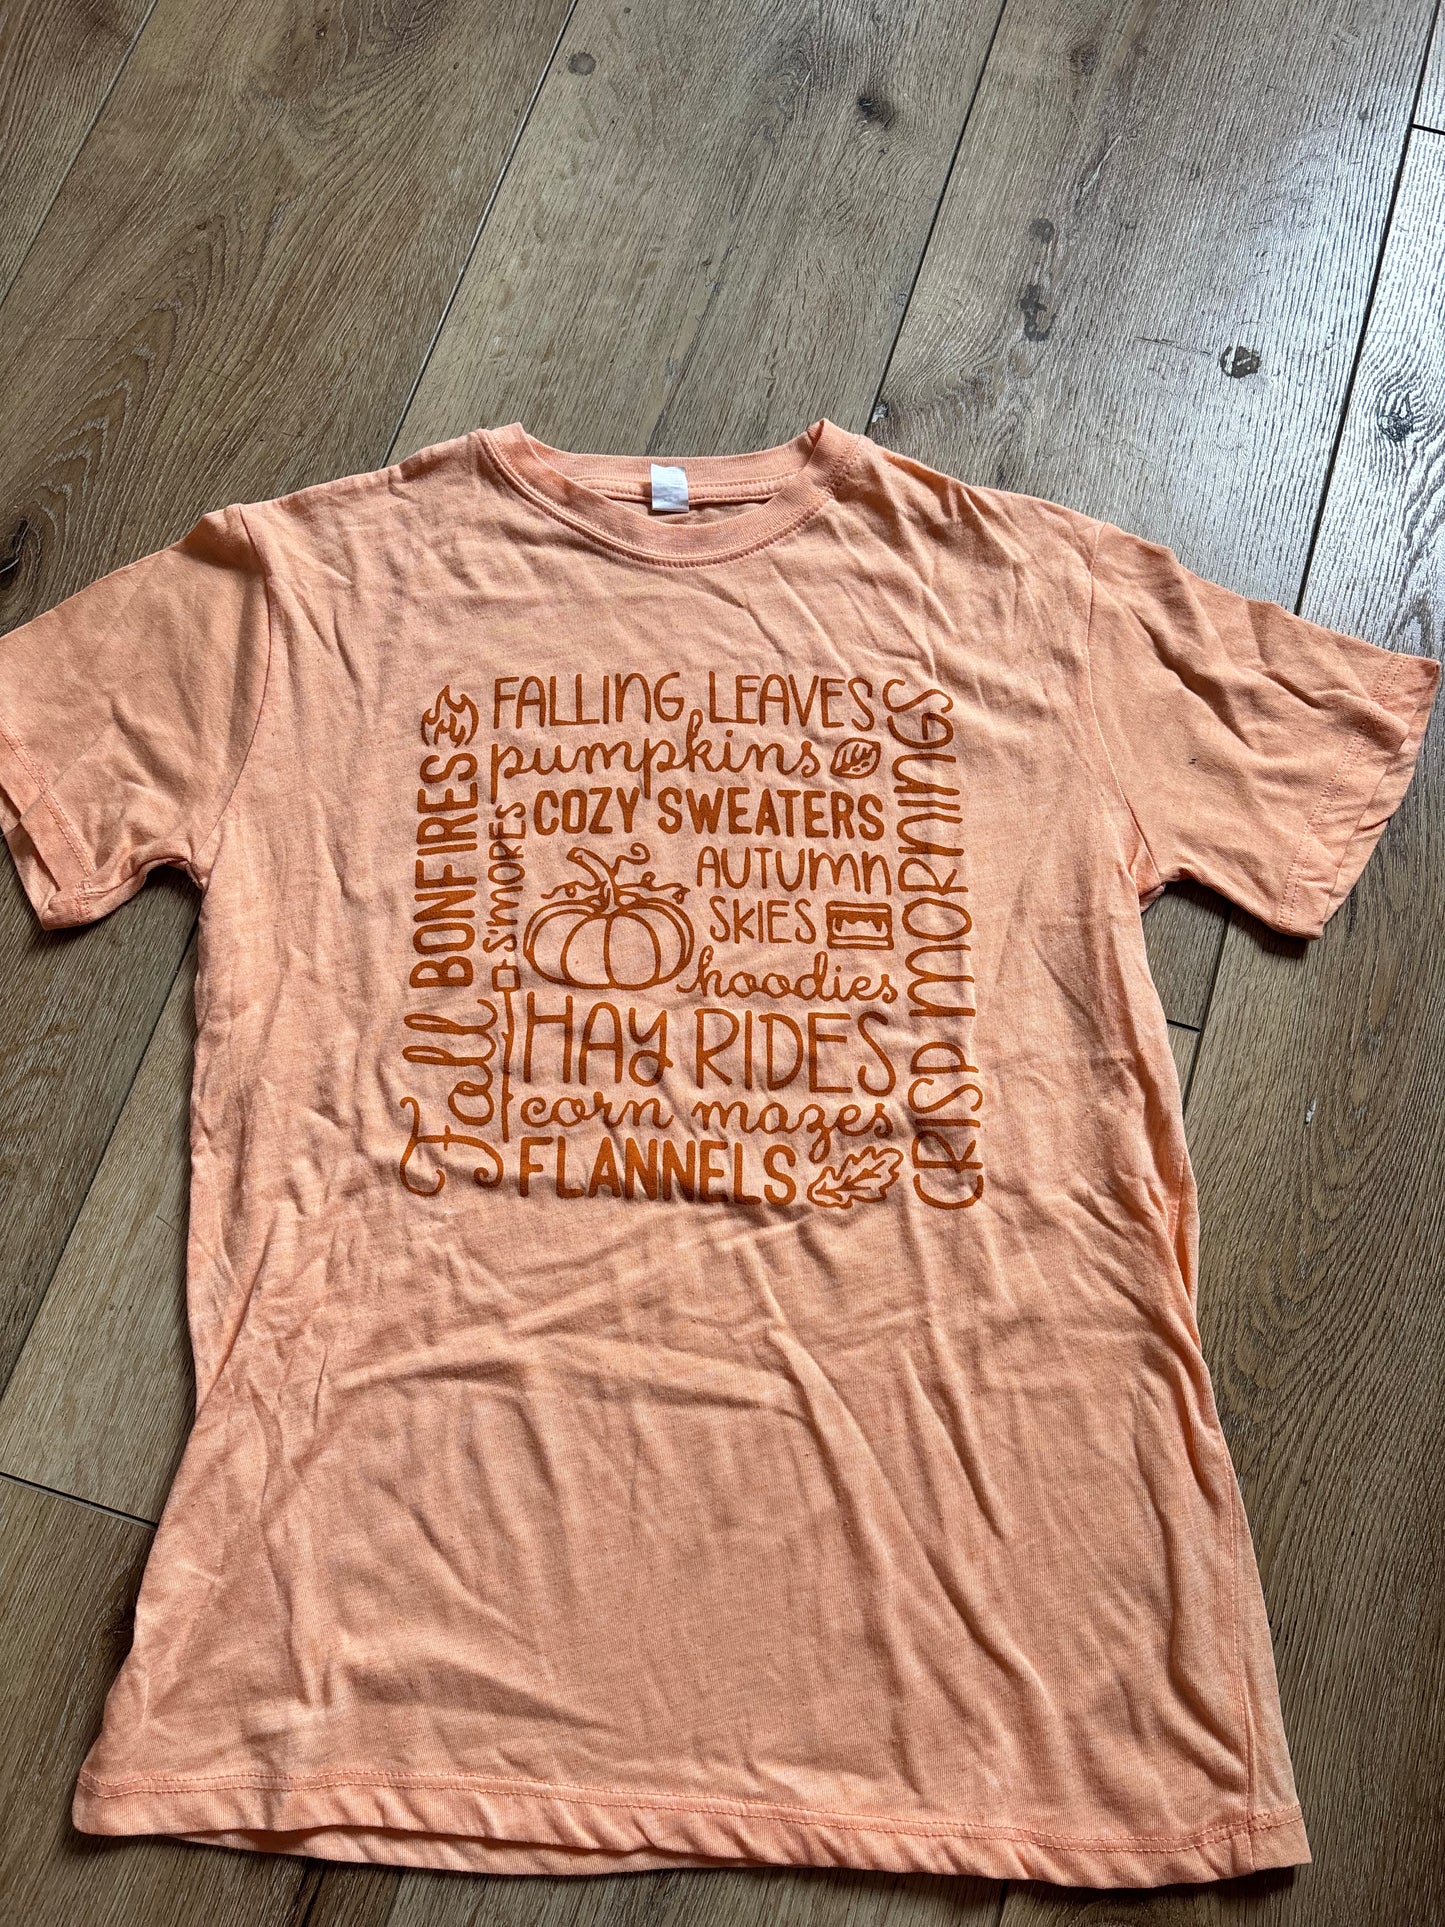 FALLING LEAVES
pumpkins
COZY SWEATERS
AUTUMN
SKIES
hoodies
HAY RIDES
corn mazes
FLANNELS
Fall BONFIRES
S'MORES
CRISP MORNINGS